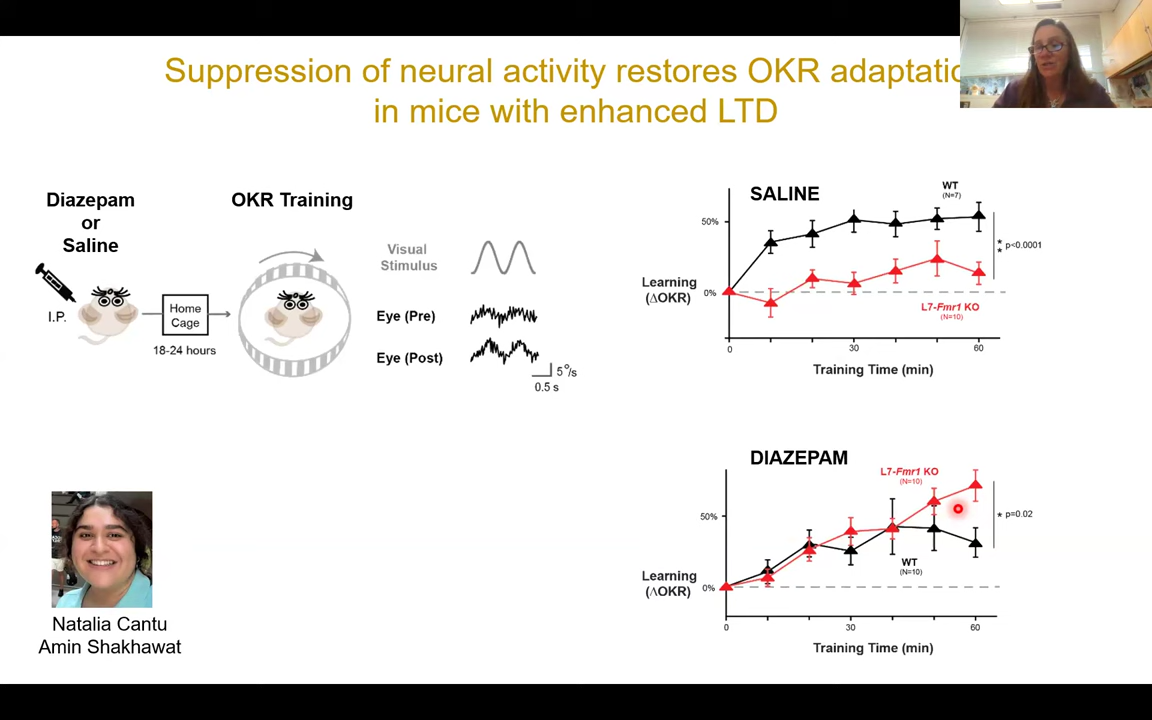 Suppression of neural activity restores OKR adaptatio
in mice with enhanced LTD
Diazepam
or
Saline
I.P.
Home
Cage
18-24 hours
OKR Training
Visual
Stimulus
Eye (Pre)
Eye (Post)
5°/s
0.5 s
SALINE
WT
(N=7)
50%
** p<0.0001
Learning
(ΔOKR)
0%
L7-Fmr1 KO
(N=10)
0
30
60
Training Time (min)
DIAZEPAM
L7-Fmr1 KO
(N=10)
50%
* p=0.02
WT
(N=10)
Learning
(ΔOKR)
0%
0
30
60
Training Time (min)
Natalia Cantu
Amin Shakhawat